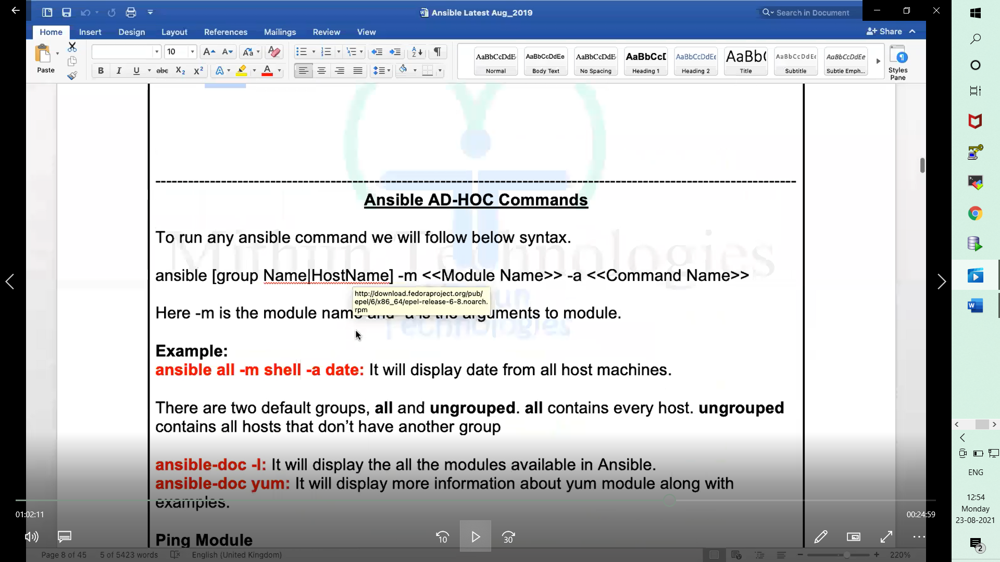 Ansible Latest Aug_2019
Search in Document
Home Insert Design Layout References Mailings Review View
Share
Paste
10
AaBbCcDdE AaBbCcDdEe AaBbCcDdE AaBbCcD AaBbCcDdEe AaBb( AaBbCcDdEe AaBbCcDdEe
Normal Body Text No Spacing Heading 1 Heading 2 Title Subtitle Subtle Emph...
Styles
Pane
Ansible AD-HOC Commands
To run any ansible command we will follow below syntax.
Mithun Technologies
ansible [group Name|HostName] -m <<Module Name>> -a <<Command Name>>
http://download.fedoraproject.org/pub/
epel/6/x86_64/epel-release-6-8.noarch.
rpm
Here -m is the module name and -a is the arguments to module.
Technologies
Example:
ansible all -m shell -a date: It will display date from all host machines.
There are two default groups, all and ungrouped. all contains every host. ungrouped
contains all hosts that don’t have another group
ansible-doc -l: It will display the all the modules available in Ansible.
ansible-doc yum: It will display more information about yum module along with
examples.
01:02:11
00:24:59
Ping Module
10
30
Page 8 of 45 5 of 5423 words English (United Kingdom)
220%
ENG
12:54
Monday
23-08-2021
2